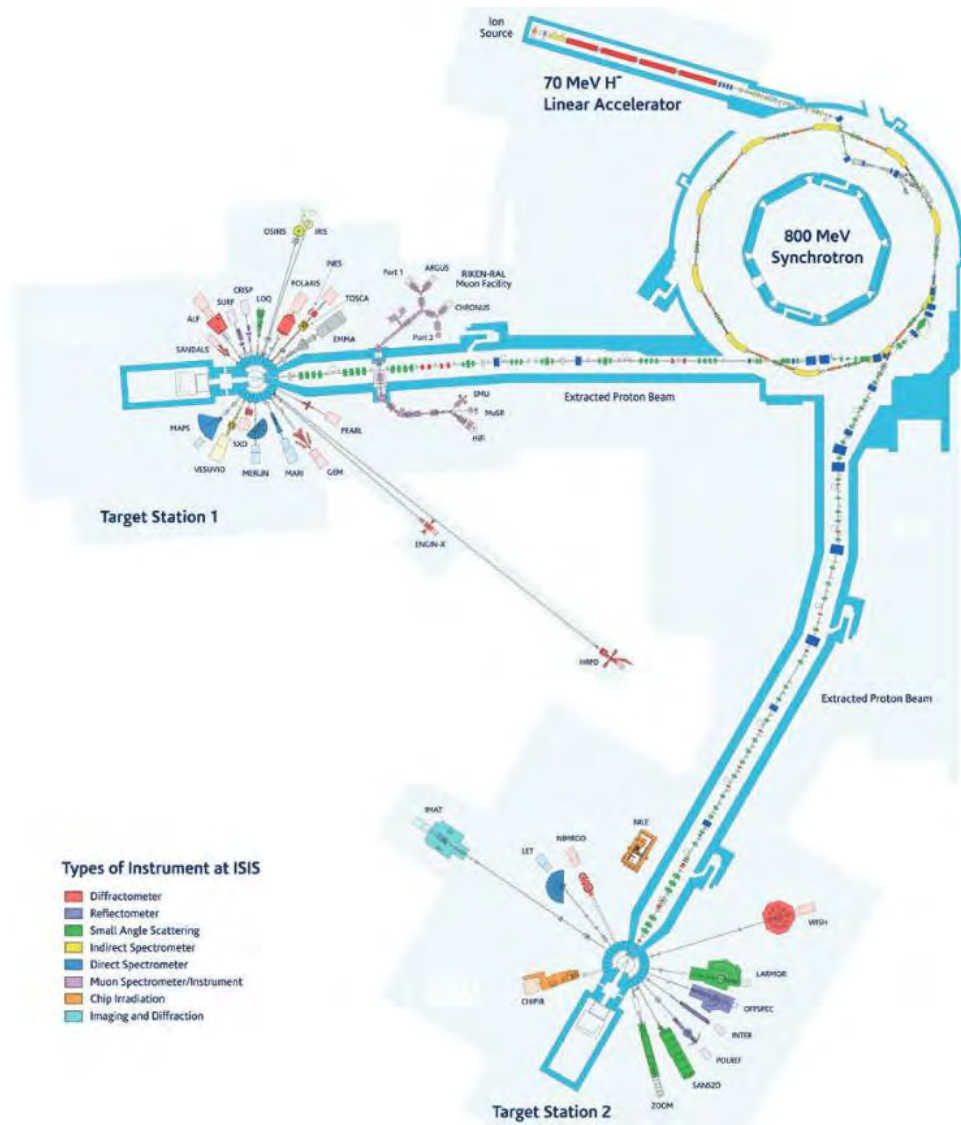 Ion
Source
70 MeV H⁻
Linear Accelerator
800 MeV
Synchrotron
OSIRIS
IRIS
INES
POLARIS
TOSCA
LOQ
CRISP
SURF
ALF
SANDALS
EMMA
Port 1
ARGUS
RIKEN-RAL
Muon Facility
CHRONUS
Port 3
Extracted Proton Beam
EMU
MuSR
HiFi
PEARL
MAPS
VESUVIO
SXD
MERLIN
MARI
GEM
Target Station 1
ENGIN-X
HRPD
Extracted Proton Beam
IMAT
LET
NIMROD
NILE
WISH
LARMOR
OFFSPEC
INTER
POLREF
SANS2D
ZOOM
CHIPIR
Target Station 2
Types of Instrument at ISIS
Diffractometer
Reflectometer
Small Angle Scattering
Indirect Spectrometer
Direct Spectrometer
Muon Spectrometer/Instrument
Chip Irradiation
Imaging and Diffraction